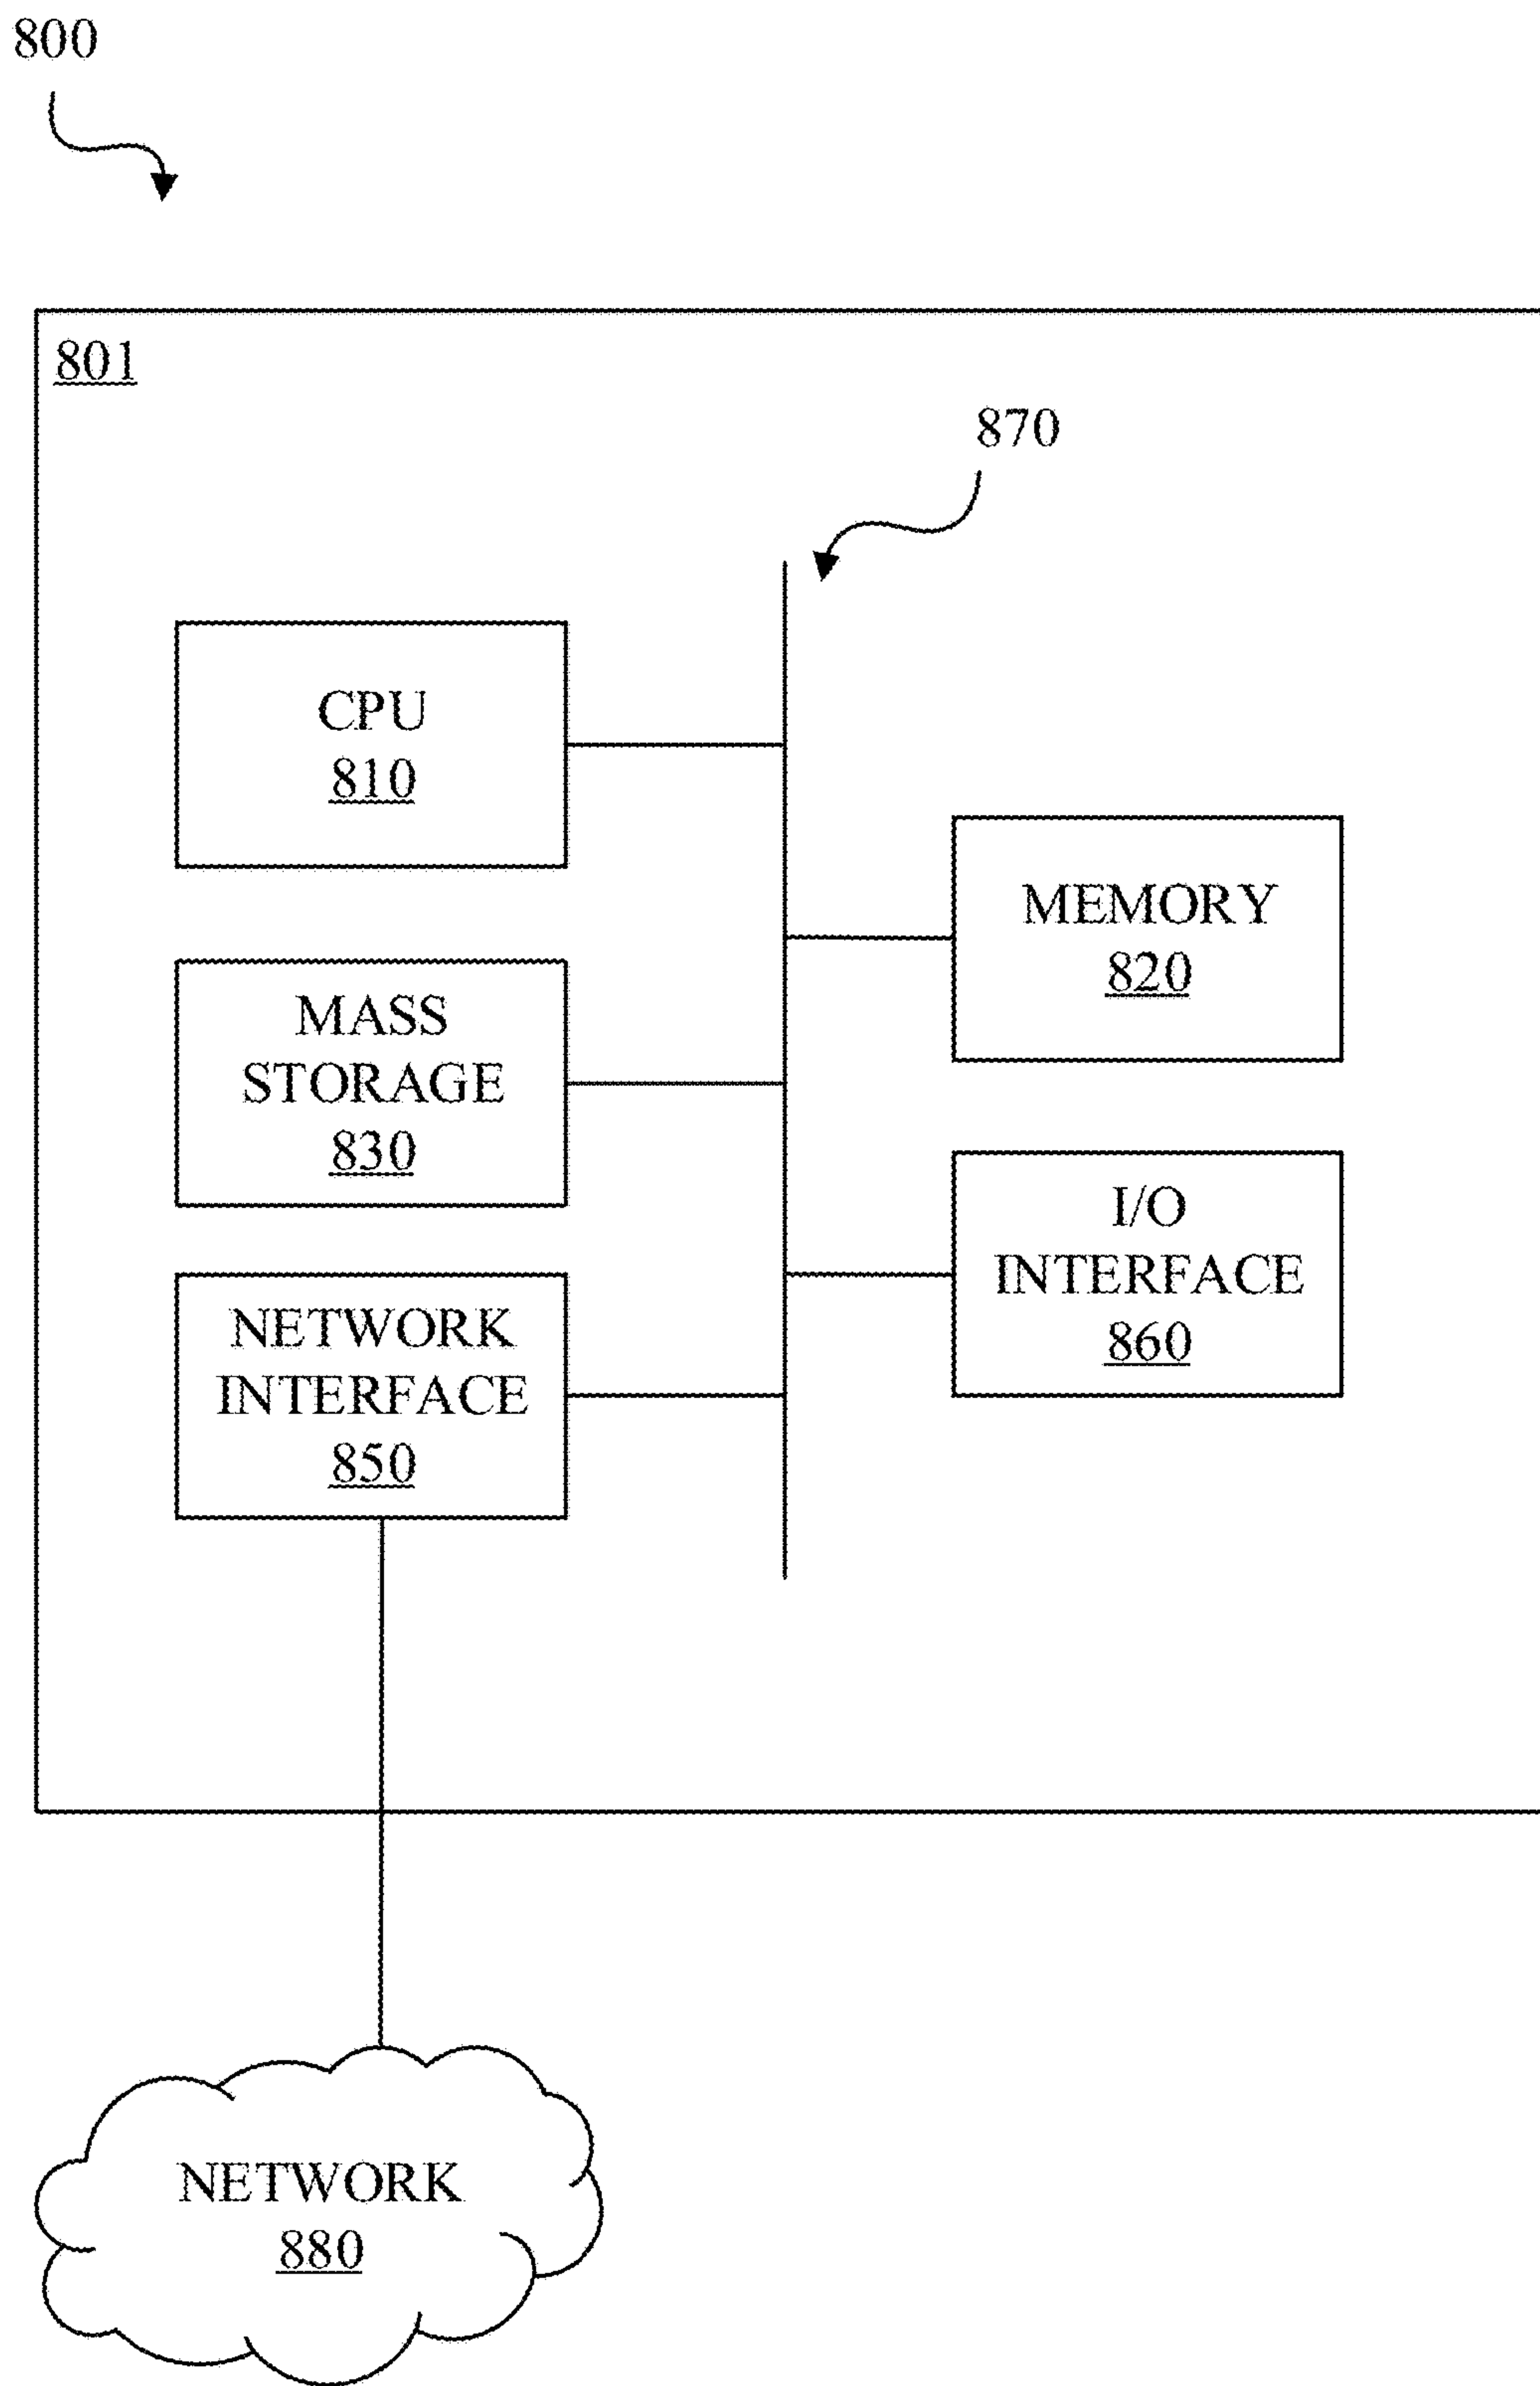 800
801
870
CPU
810
MEMORY
820
MASS
STORAGE
830
I/O
INTERFACE
860
NETWORK
INTERFACE
850
NETWORK
880